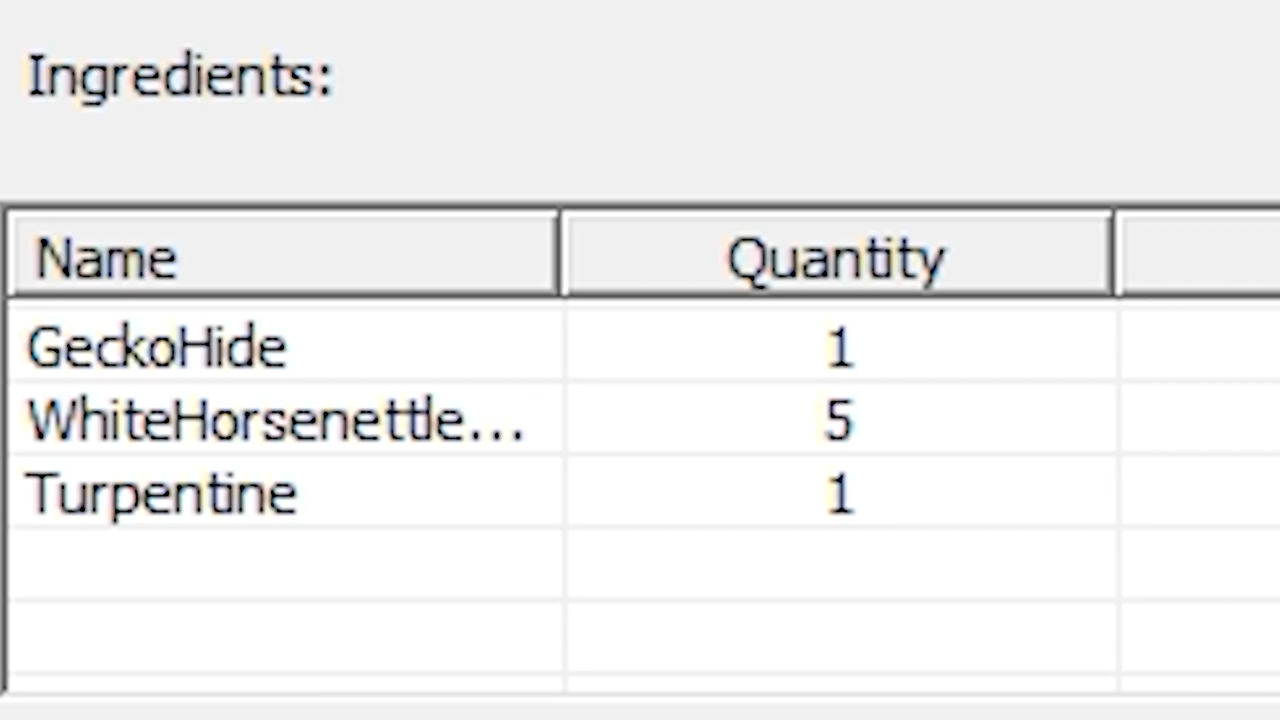 Ingredients:
Name Quantity
GeckoHide 1
WhiteHorsenettle... 5
Turpentine 1